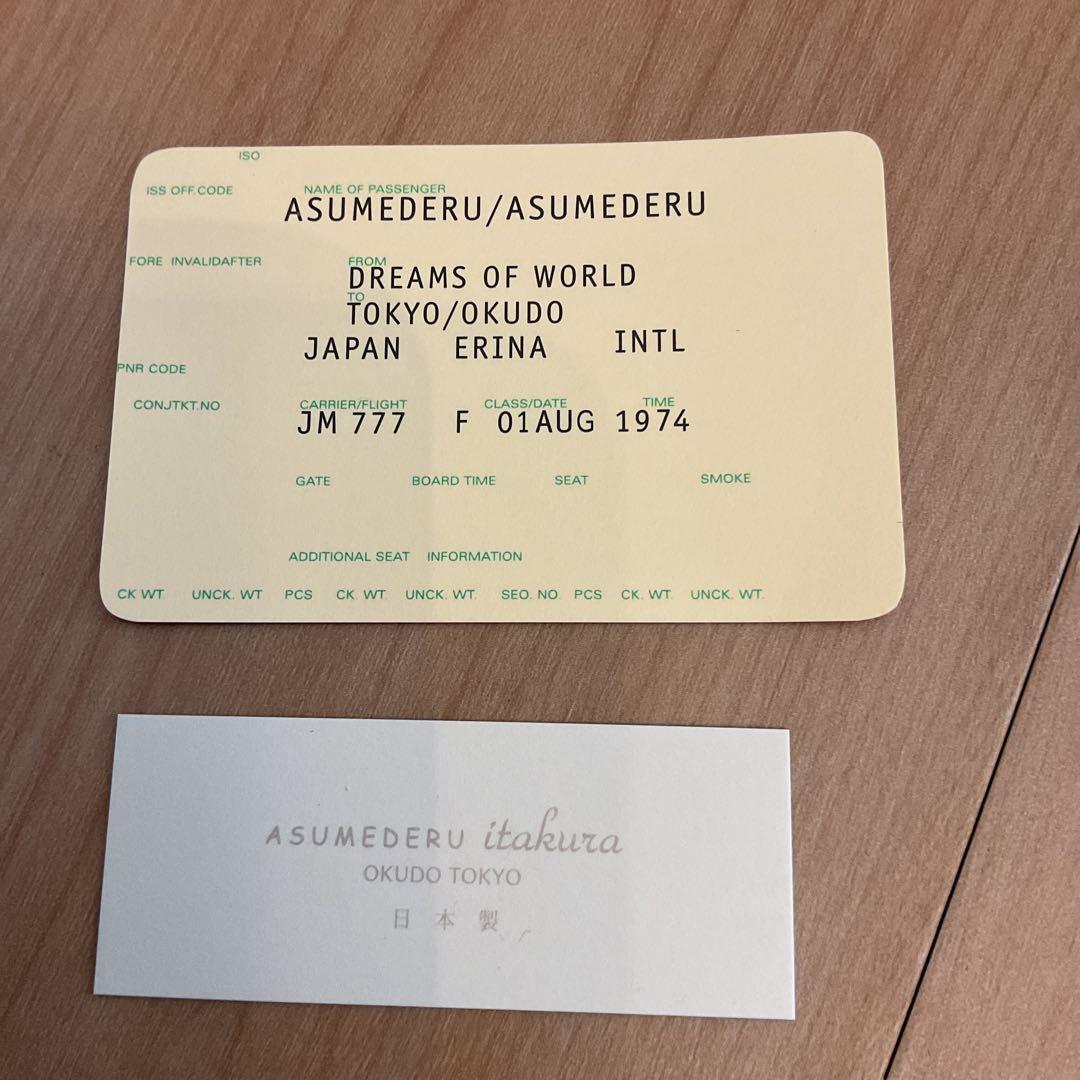 ISO
ISS OFF.CODE NAME OF PASSENGER
ASUMEDERU/ASUMEDERU
FORE INVALIDAFTER FROM
DREAMS OF WORLD
TO
TOKYO/OKUDO
JAPAN ERINA INTL
PNR CODE
CONJTKT.NO CARRIER/FLIGHT CLASS/DATE TIME
JM 777 F 01AUG 1974
GATE BOARD TIME SEAT SMOKE
ADDITIONAL SEAT INFORMATION
CK WT. UNCK. WT PCS CK. WT. UNCK. WT. SEO. NO. PCS CK. WT. UNCK. WT.
ASUMEDERU itakura
OKUDO TOKYO
日本製